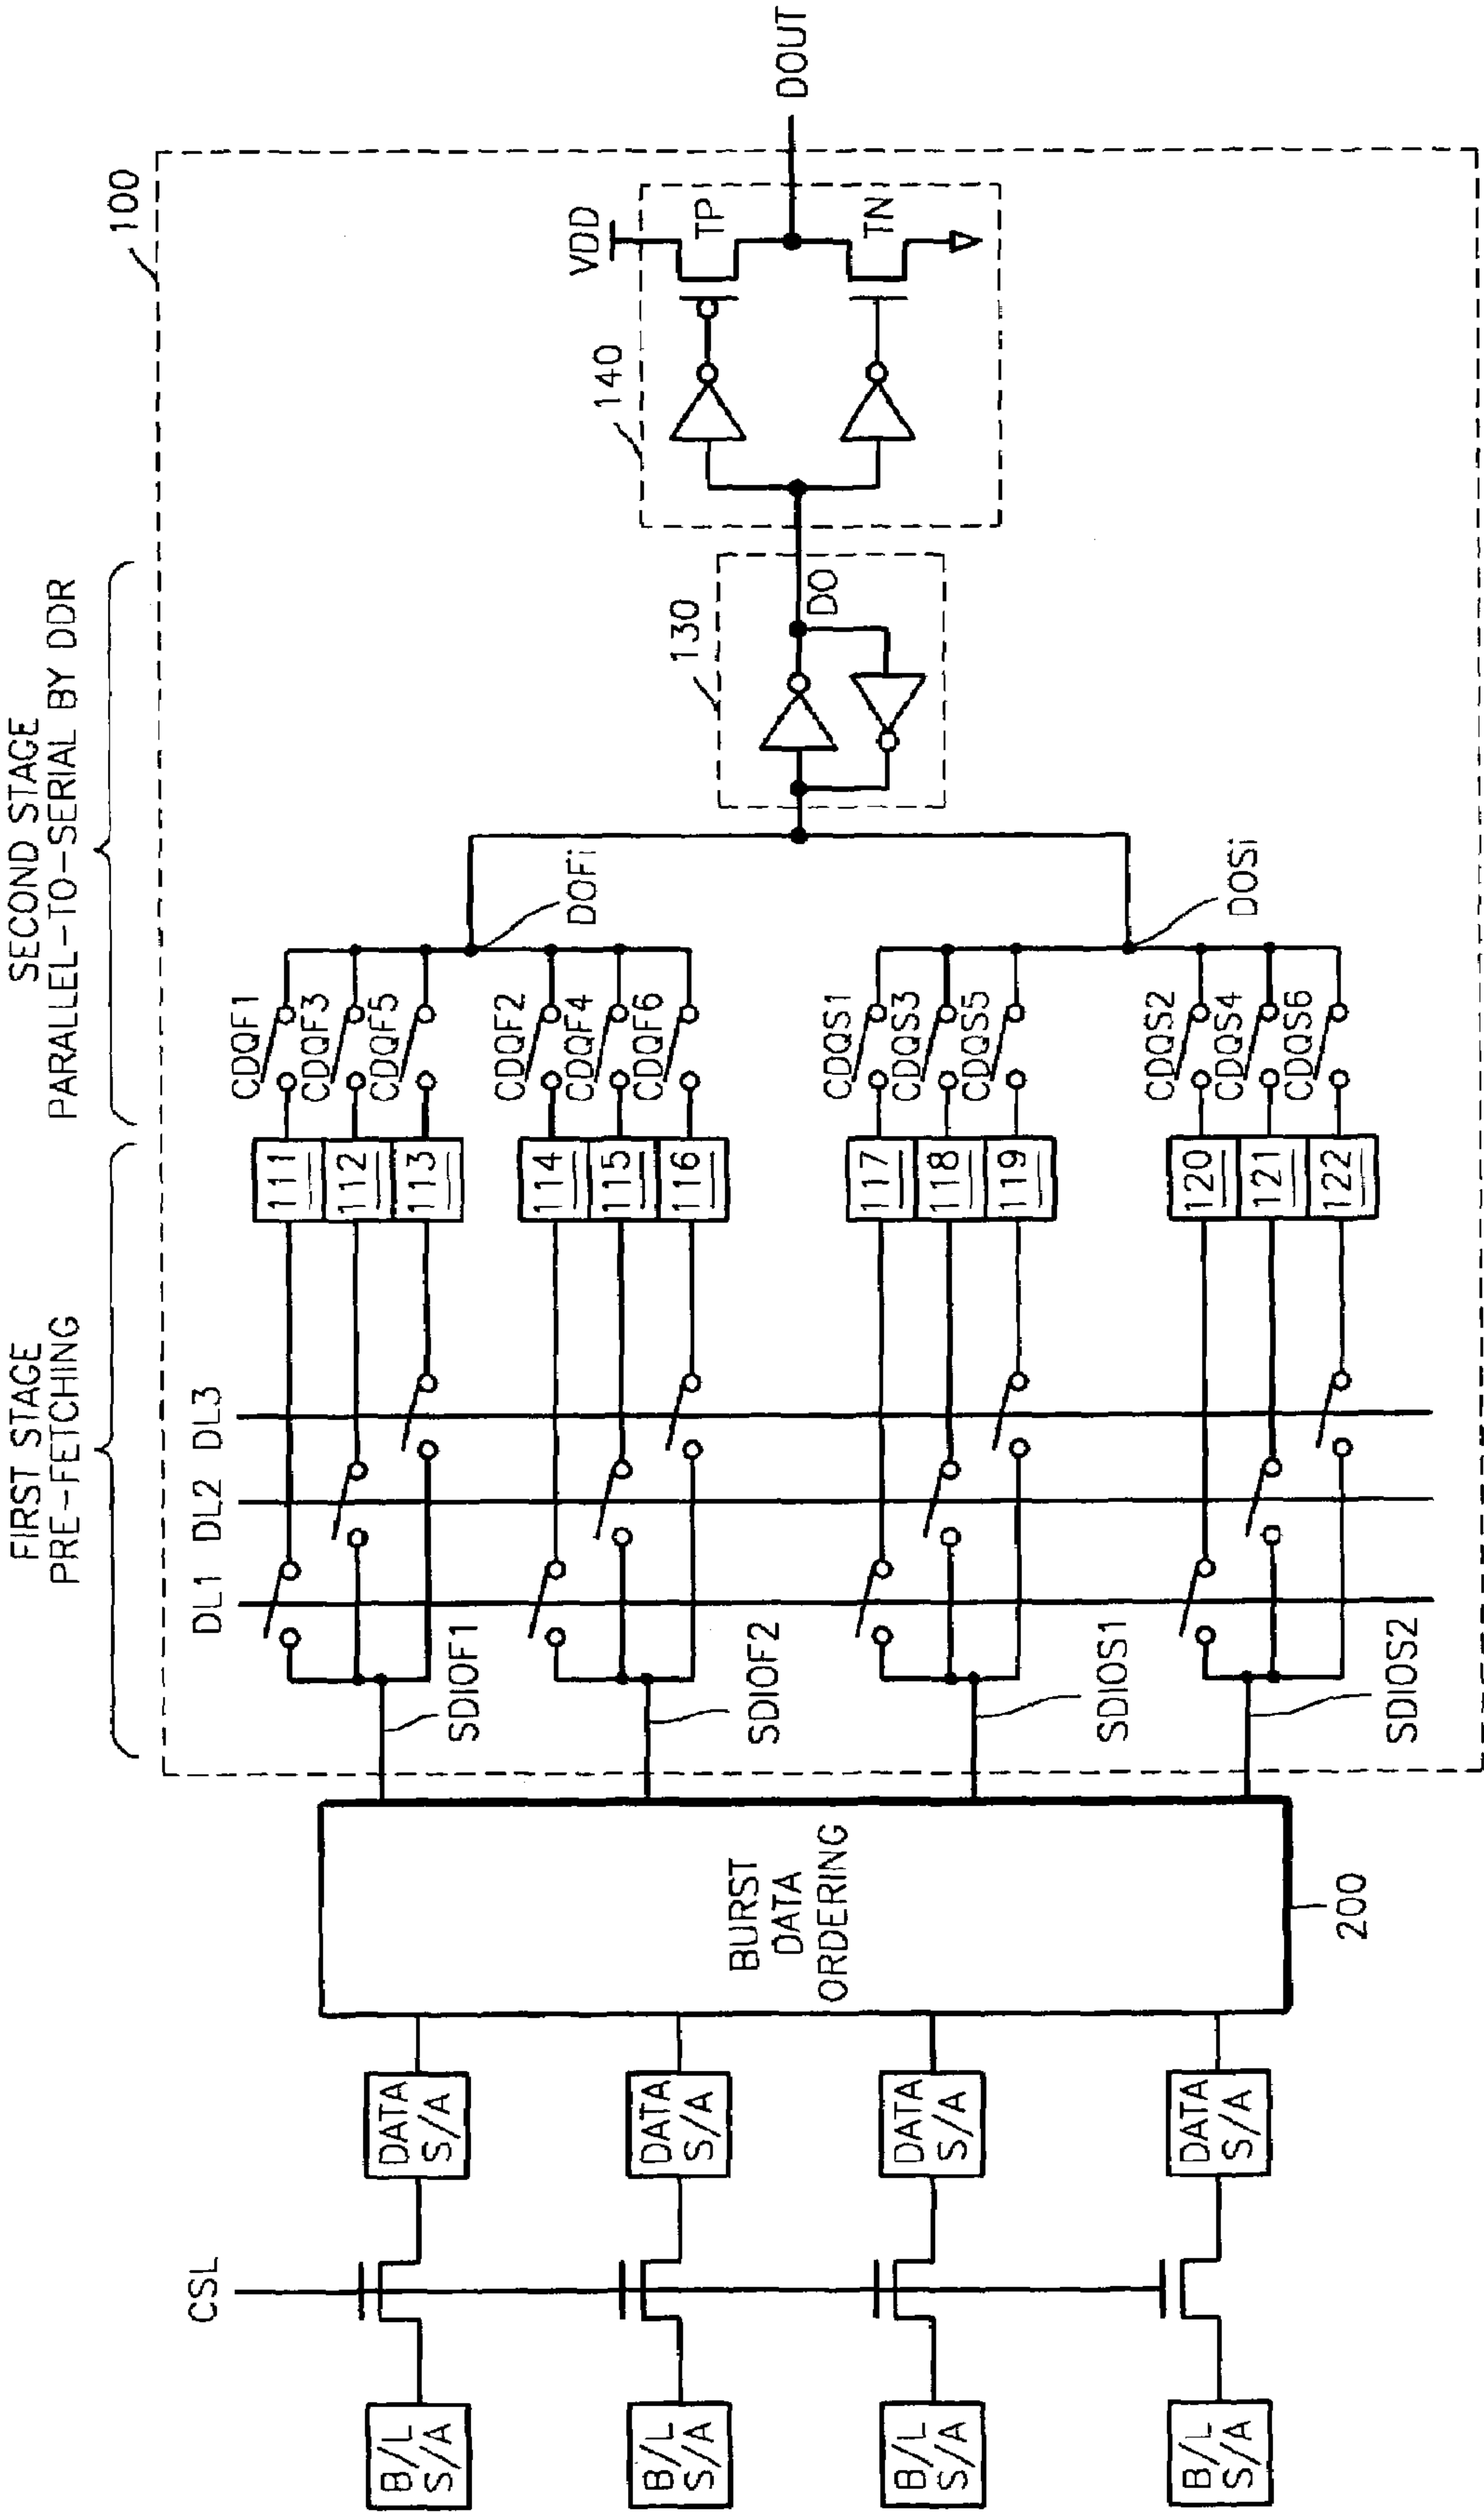 FIRST STAGE
PRE-FETCHING
SECOND STAGE
PARALLEL-TO-SERIAL BY DDR
100
CSL
DL1 DL2 DL3
B/L
S/A
B/L
S/A
B/L
S/A
B/L
S/A
DATA
S/A
DATA
S/A
DATA
S/A
DATA
S/A
BURST
DATA
ORDERING
200
SDIOF1
SDIOF2
SDIOS1
SDIOS2
111
112
113
114
115
116
117
118
119
120
121
122
CDQF1
CDQF3
CDQF5
CDQF2
CDQF4
CDQF6
CDQS1
CDQS3
CDQS5
CDQS2
CDQS4
CDQS6
DOFi
DOSi
130
DO
140
VDD
TP
TN
DOUT